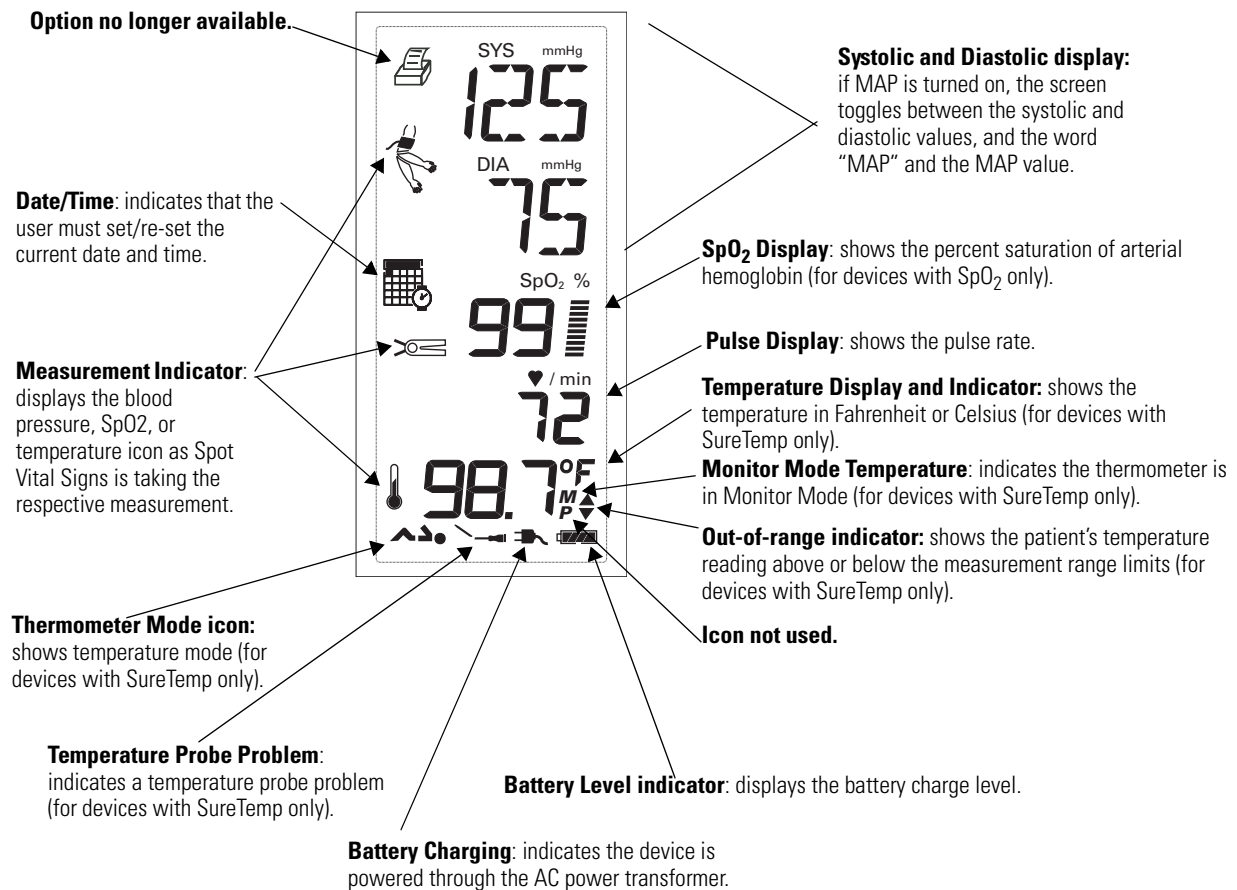 Option no longer available.
SYS mmHg
125
DIA mmHg
75
SpO₂ %
99
♥ / min
72
98.7°F
M
P
Systolic and Diastolic display:
if MAP is turned on, the screen
toggles between the systolic and
diastolic values, and the word
“MAP” and the MAP value.
Date/Time: indicates that the
user must set/re-set the
current date and time.
SpO₂ Display: shows the percent saturation of arterial
hemoglobin (for devices with SpO₂ only).
Pulse Display: shows the pulse rate.
Measurement Indicator:
displays the blood
pressure, SpO2, or
temperature icon as Spot
Vital Signs is taking the
respective measurement.
Temperature Display and Indicator: shows the
temperature in Fahrenheit or Celsius (for devices with
SureTemp only).
Monitor Mode Temperature: indicates the thermometer is
in Monitor Mode (for devices with SureTemp only).
Out-of-range indicator: shows the patient’s temperature
reading above or below the measurement range limits (for
devices with SureTemp only).
Icon not used.
Thermometer Mode icon:
shows temperature mode (for
devices with SureTemp only).
Temperature Probe Problem:
indicates a temperature probe problem
(for devices with SureTemp only).
Battery Level indicator: displays the battery charge level.
Battery Charging: indicates the device is
powered through the AC power transformer.